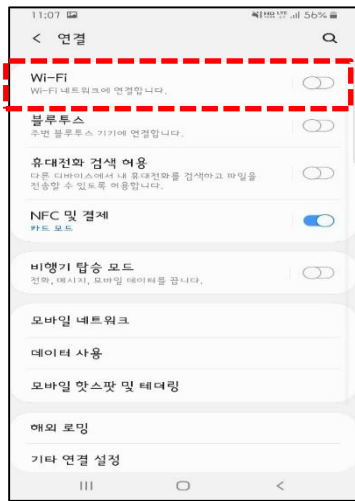 11:07
56%
연결
Wi-Fi
Wi-Fi 네트워크에 연결합니다.
블루투스
주변 블루투스 기기에 연결합니다.
휴대전화 검색 허용
다른 디바이스에서 내 휴대전화를 검색하고 파일을
전송할 수 있도록 허용합니다.
NFC 및 결제
카드 모드
비행기 탑승 모드
전화, 메시지, 모바일 데이터를 끕니다.
모바일 네트워크
데이터 사용
모바일 핫스팟 및 테더링
해외 로밍
기타 연결 설정